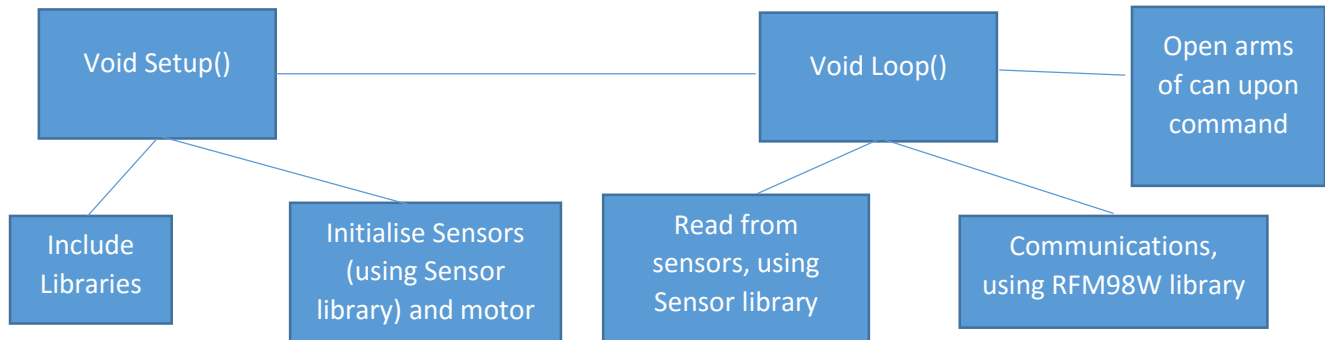 Void Setup()
Void Loop()
Open arms
of can upon
command
Include
Libraries
Initialise Sensors
(using Sensor
library) and motor
Read from
sensors, using
Sensor library
Communications,
using RFM98W library